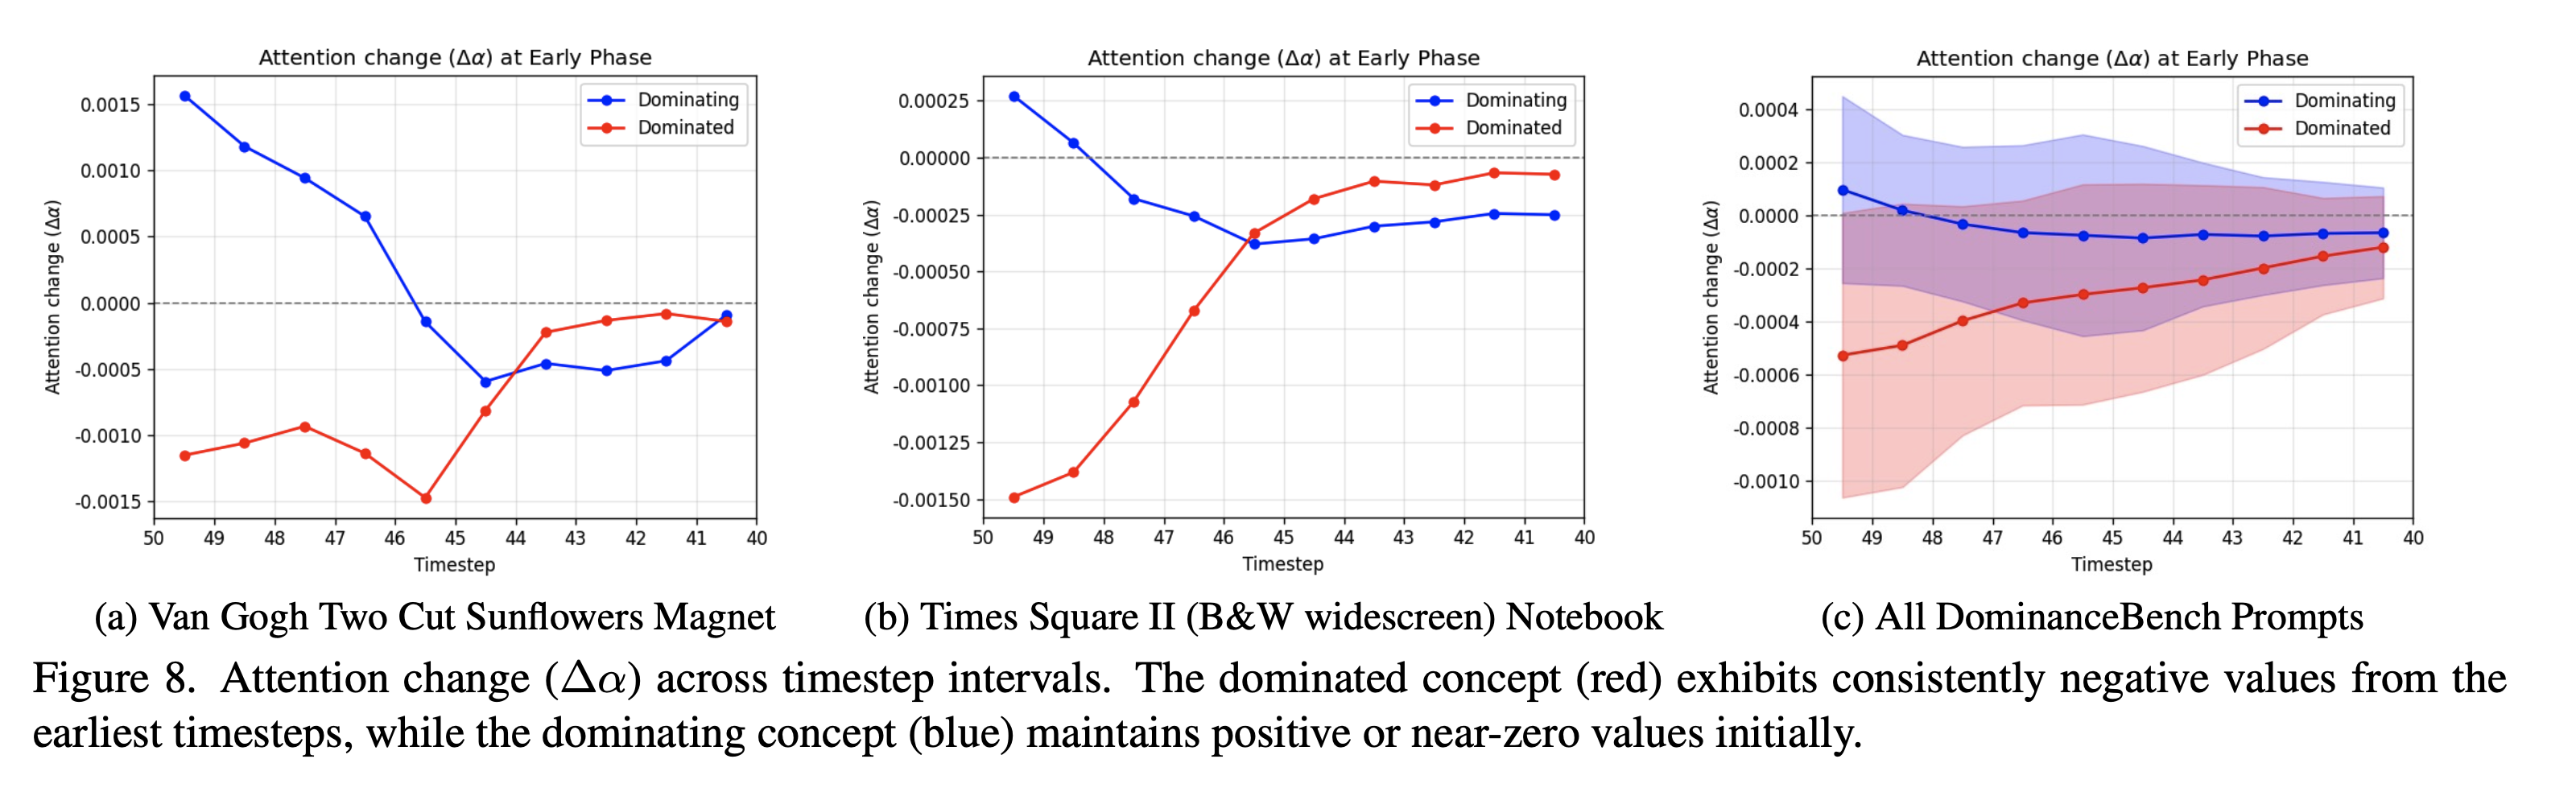 Attention change (Δα) at Early Phase
Attention change (Δα)
0.0015
0.0010
0.0005
0.0000
-0.0005
-0.0010
-0.0015
Dominating
Dominated
50 49 48 47 46 45 44 43 42 41 40
Timestep
(a) Van Gogh Two Cut Sunflowers Magnet
Attention change (Δα) at Early Phase
Attention change (Δα)
0.00025
0.00000
-0.00025
-0.00050
-0.00075
-0.00100
-0.00125
-0.00150
Dominating
Dominated
50 49 48 47 46 45 44 43 42 41 40
Timestep
(b) Times Square II (B&W widescreen) Notebook
Attention change (Δα) at Early Phase
Attention change (Δα)
0.0004
0.0002
0.0000
-0.0002
-0.0004
-0.0006
-0.0008
-0.0010
Dominating
Dominated
50 49 48 47 46 45 44 43 42 41 40
Timestep
(c) All DominanceBench Prompts
Figure 8. Attention change (Δα) across timestep intervals. The dominated concept (red) exhibits consistently negative values from the
earliest timesteps, while the dominating concept (blue) maintains positive or near-zero values initially.